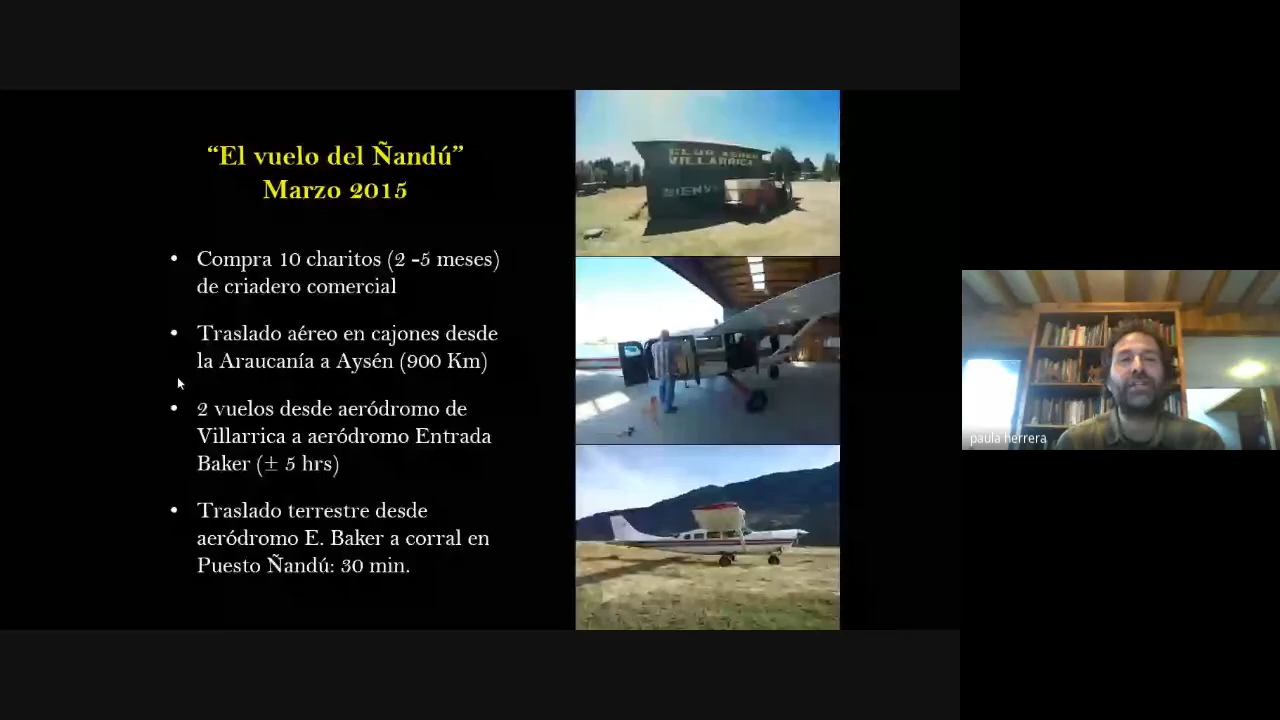 “El vuelo del Ñandú”
Marzo 2015
• Compra 10 charitos (2 -5 meses)
de criadero comercial
• Traslado aéreo en cajones desde
la Araucanía a Aysén (900 Km)
• 2 vuelos desde aeródromo de
Villarrica a aeródromo Entrada
Baker (± 5 hrs)
• Traslado terrestre desde
aeródromo E. Baker a corral en
Puesto Ñandú: 30 min.
CLUB AEREO
VILLARRICA
paula herrera